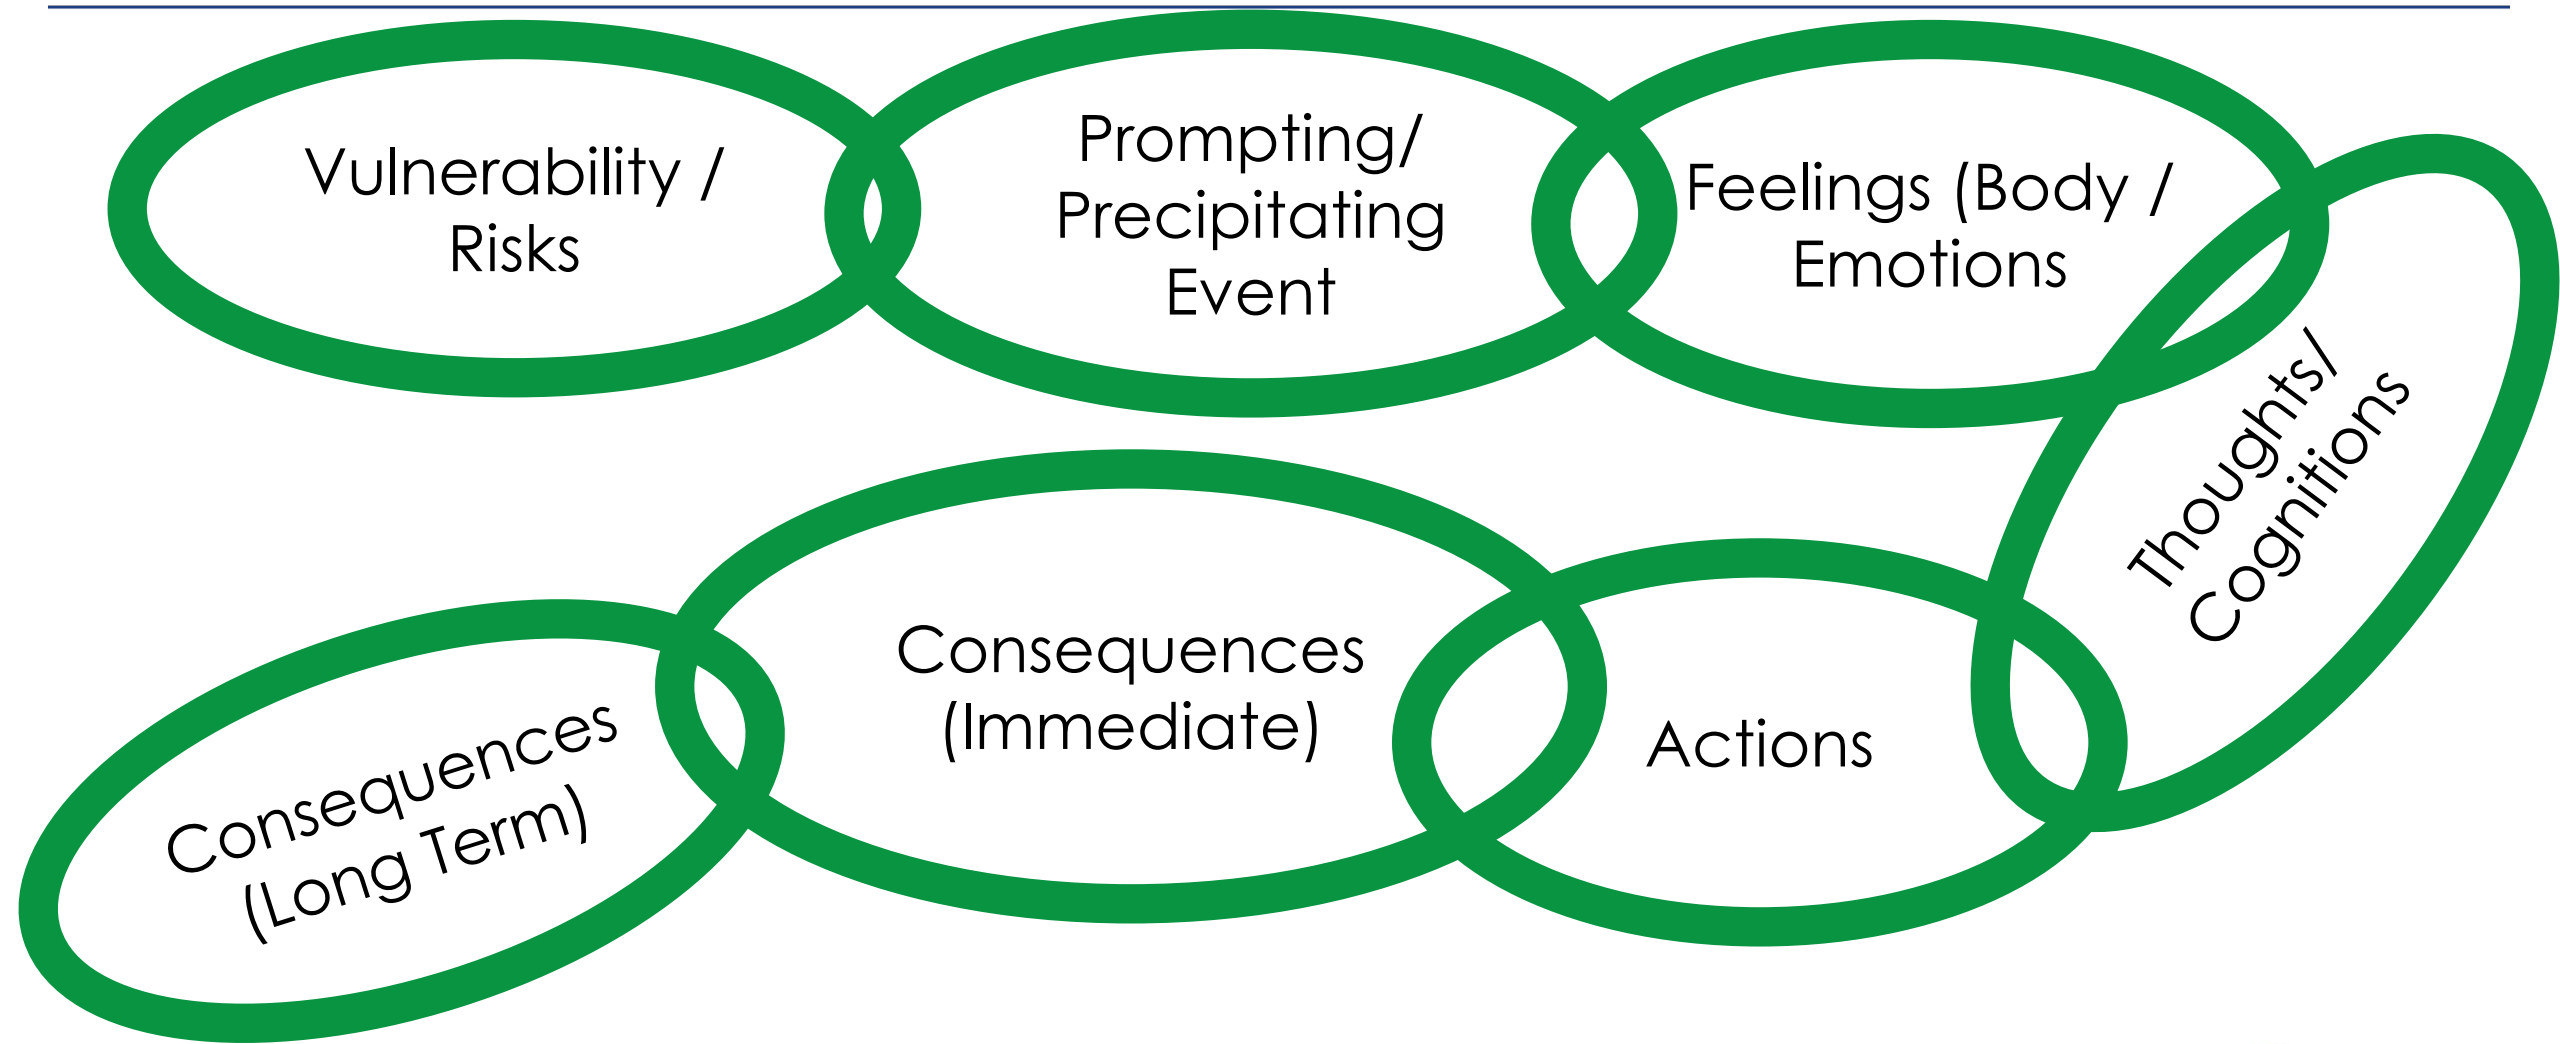 Vulnerability /
Risks
Prompting/
Precipitating
Event
Feelings (Body /
Emotions
Thoughts/
Cognitions
Actions
Consequences
(Immediate)
Consequences
(Long Term)